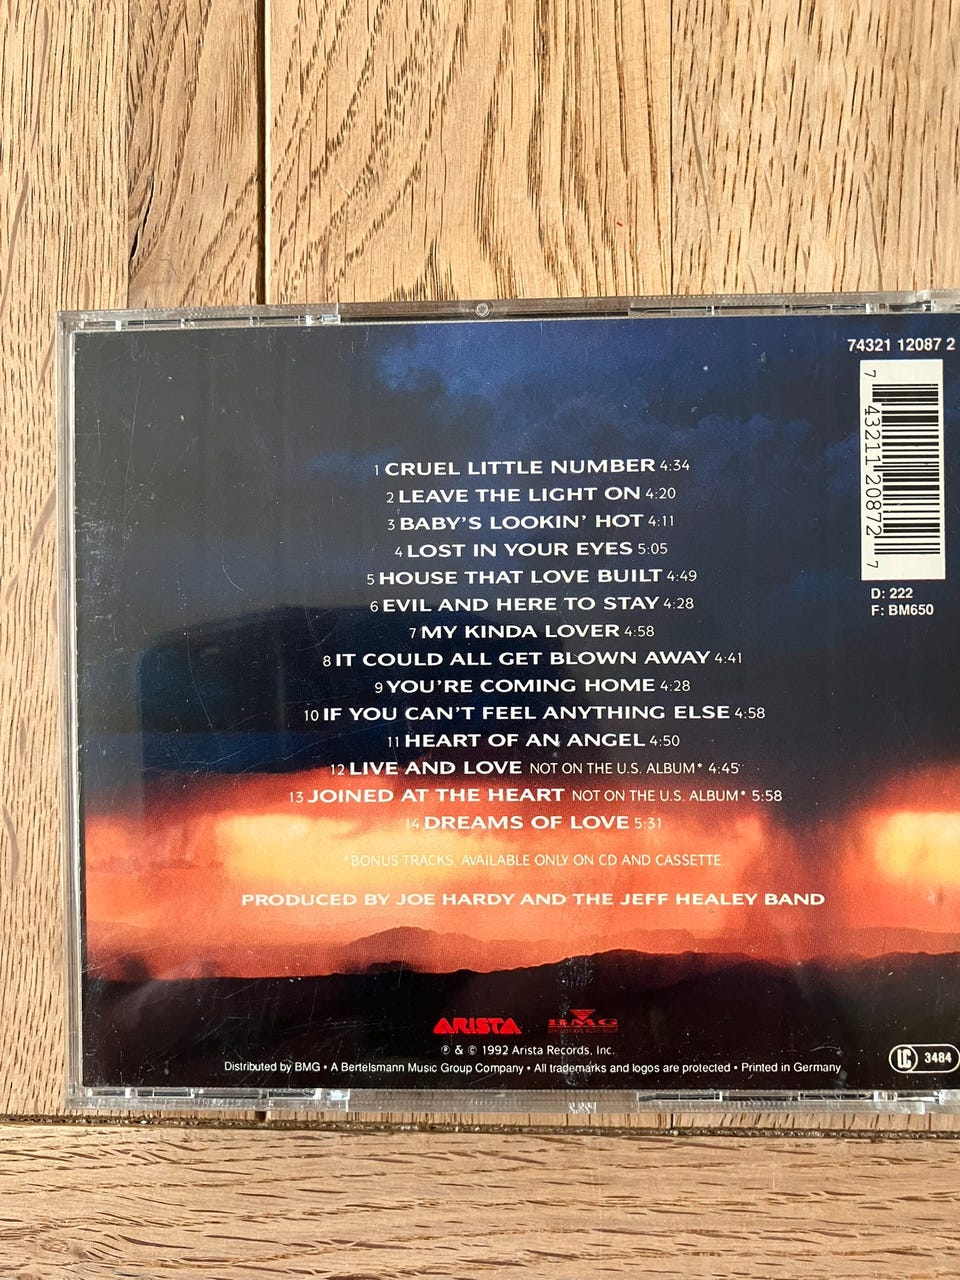 74321 12087 2
7 43211 20872 7
D: 222
F: BM650
1 CRUEL LITTLE NUMBER 4:34
2 LEAVE THE LIGHT ON 4:20
3 BABY'S LOOKIN' HOT 4:11
4 LOST IN YOUR EYES 5:05
5 HOUSE THAT LOVE BUILT 4:49
6 EVIL AND HERE TO STAY 4:28
7 MY KINDA LOVER 4:58
8 IT COULD ALL GET BLOWN AWAY 4:41
9 YOU'RE COMING HOME 4:28
10 IF YOU CAN'T FEEL ANYTHING ELSE 4:58
11 HEART OF AN ANGEL 4:50
12 LIVE AND LOVE NOT ON THE U.S. ALBUM* 4:45
13 JOINED AT THE HEART NOT ON THE U.S. ALBUM* 5:58
14 DREAMS OF LOVE 5:31
*BONUS TRACKS. AVAILABLE ONLY ON CD AND CASSETTE.
PRODUCED BY JOE HARDY AND THE JEFF HEALEY BAND
ARISTA BMG
℗ & © 1992 Arista Records, Inc.
Distributed by BMG • A Bertelsmann Music Group Company • All trademarks and logos are protected • Printed in Germany
LC 3484